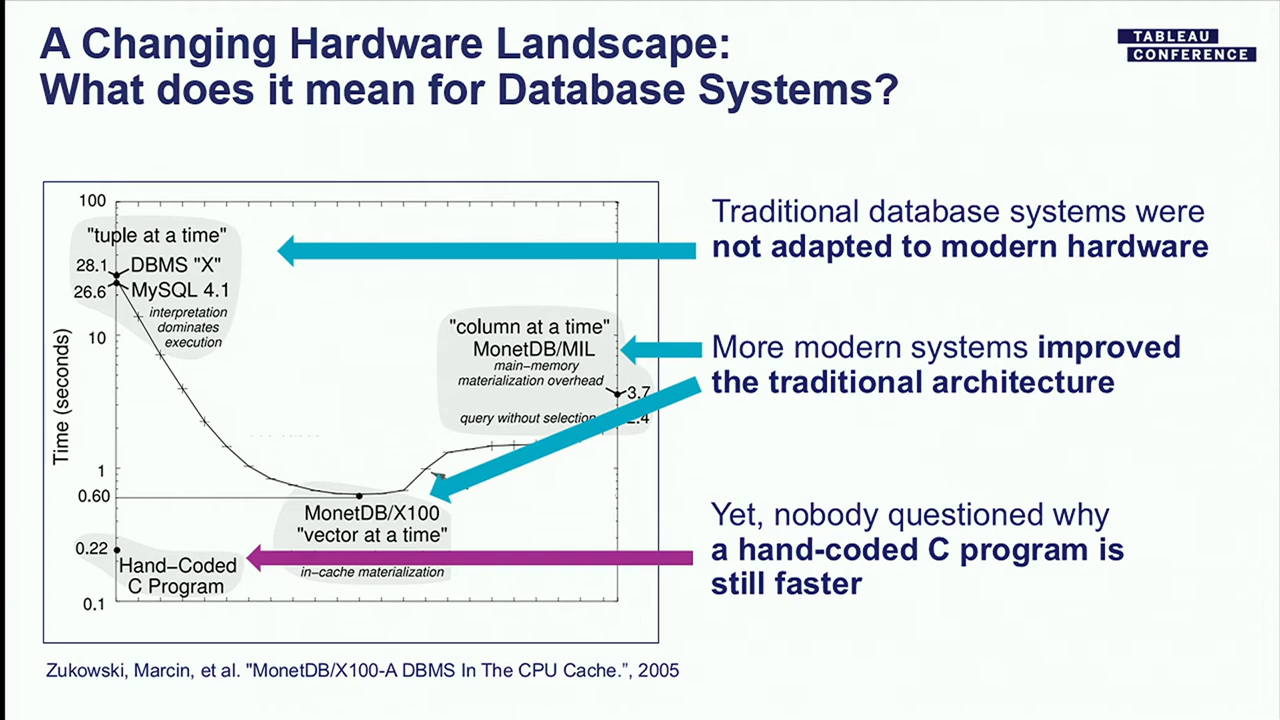 A Changing Hardware Landscape:
What does it mean for Database Systems?
TABLEAU
CONFERENCE
100
"tuple at a time"
28.1
DBMS "X"
26.6
MySQL 4.1
interpretation
dominates
execution
10
"column at a time"
MonetDB/MIL
main−memory
materialization overhead
3.7
query without selection
2.4
Time (seconds)
1
0.60
MonetDB/X100
"vector at a time"
in−cache materialization
0.22
Hand−Coded
C Program
0.1
Traditional database systems were
not adapted to modern hardware
More modern systems improved
the traditional architecture
Yet, nobody questioned why
a hand-coded C program is
still faster
Zukowski, Marcin, et al. "MonetDB/X100-A DBMS In The CPU Cache.”, 2005